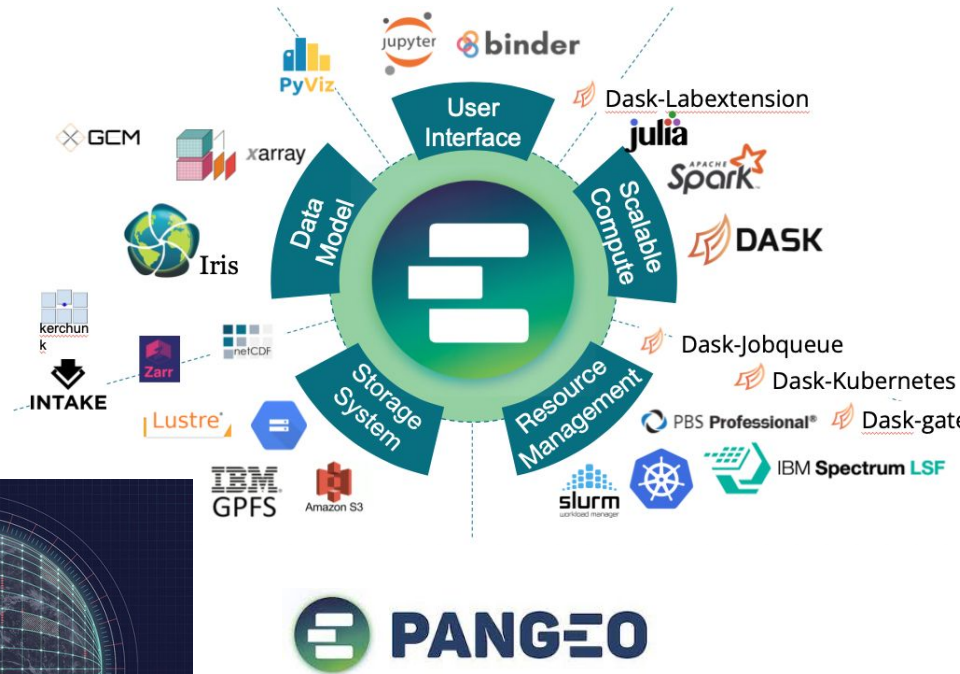 PyViz
jupyter
binder
User
Interface
Dask-Labextension
julia
APACHE
Spark™
GCM
xarray
Data
Model
Scalable
Compute
DASK
Iris
kerchun
k
netCDF
Zarr
INTAKE
Storage
System
Resource
Management
Dask-Jobqueue
Dask-Kubernetes
Lustre
PBS Professional®
Dask-gate
IBM Spectrum LSF
IBM
GPFS
Amazon S3
slurm
workload manager
PANGEO